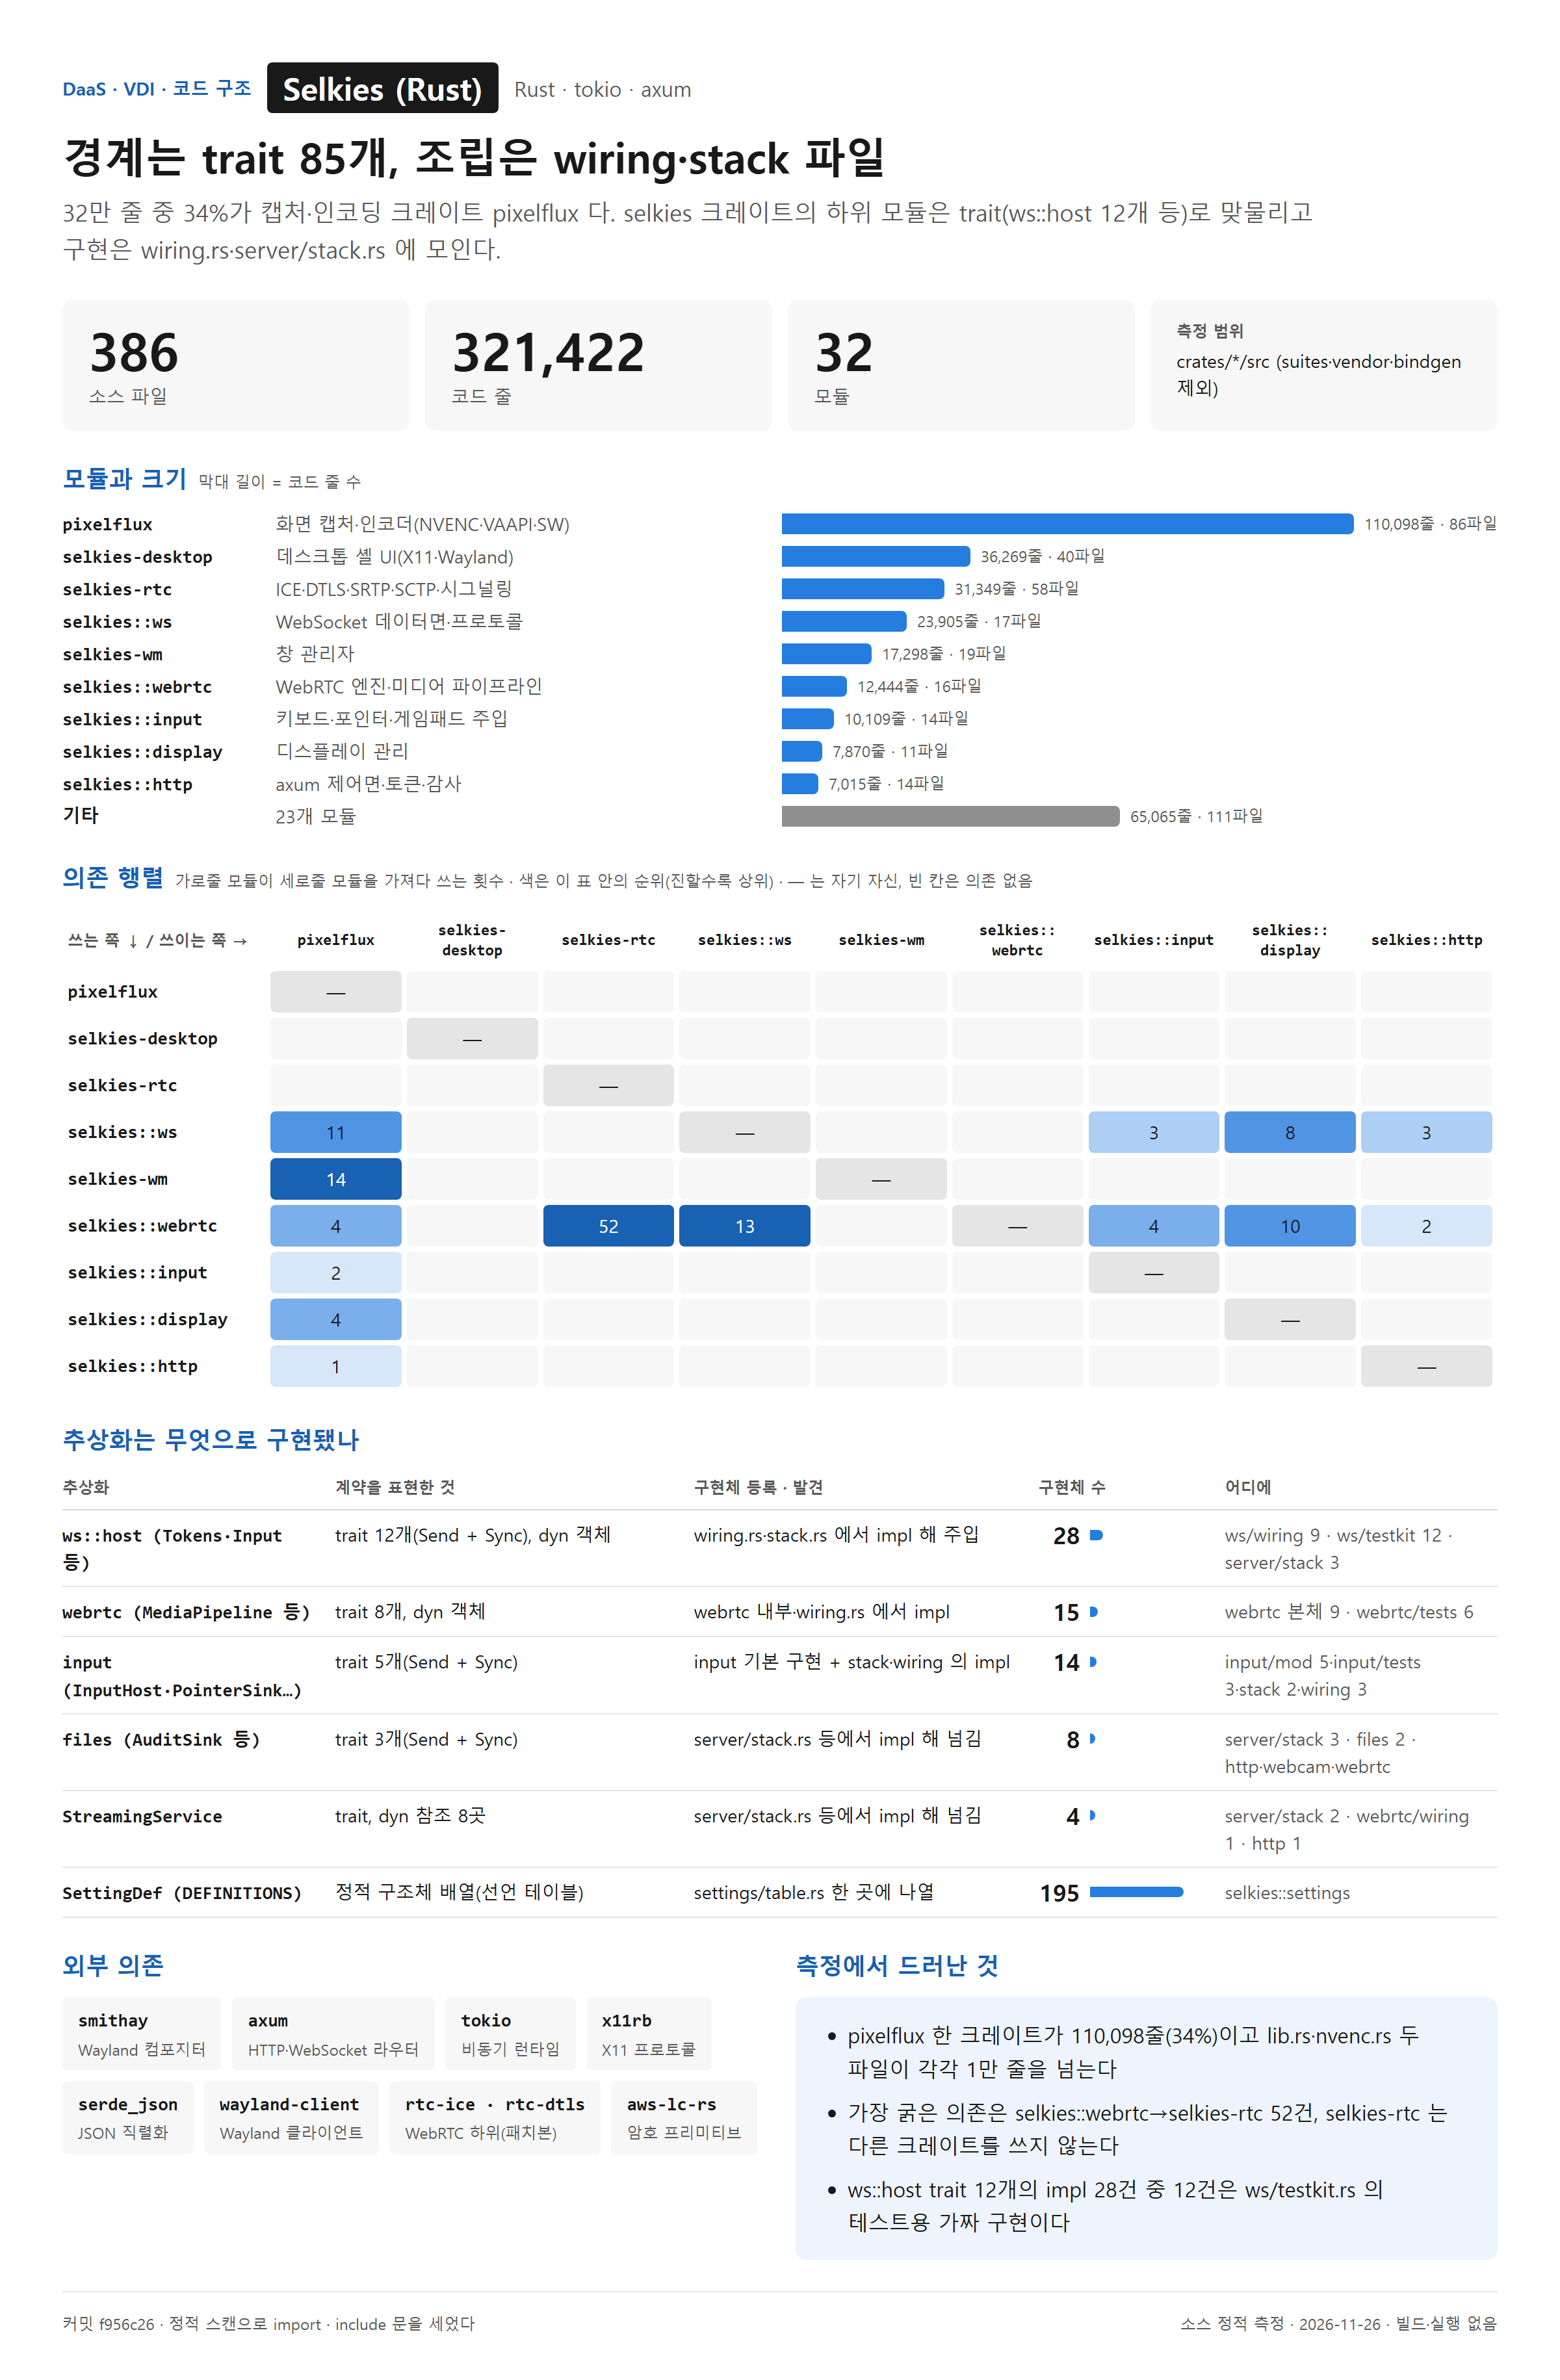 DaaS · VDI · 코드 구조 Selkies (Rust) Rust · tokio · axum
경계는 trait 85개, 조립은 wiring·stack 파일
32만 줄 중 34%가 캡처·인코딩 크레이트 pixelflux 다. selkies 크레이트의 하위 모듈은 trait(ws::host 12개 등)로 맞물리고
구현은 wiring.rs·server/stack.rs 에 모인다.
386
소스 파일
321,422
코드 줄
32
모듈
측정 범위
crates/*/src (suites·vendor·bindgen
제외)
모듈과 크기 막대 길이 = 코드 줄 수
pixelflux 화면 캡처·인코더(NVENC·VAAPI·SW) 110,098줄 · 86파일
selkies-desktop 데스크톱 셸 UI(X11·Wayland) 36,269줄 · 40파일
selkies-rtc ICE·DTLS·SRTP·SCTP·시그널링 31,349줄 · 58파일
selkies::ws WebSocket 데이터면·프로토콜 23,905줄 · 17파일
selkies-wm 창 관리자 17,298줄 · 19파일
selkies::webrtc WebRTC 엔진·미디어 파이프라인 12,444줄 · 16파일
selkies::input 키보드·포인터·게임패드 주입 10,109줄 · 14파일
selkies::display 디스플레이 관리 7,870줄 · 11파일
selkies::http axum 제어면·토큰·감사 7,015줄 · 14파일
기타 23개 모듈 65,065줄 · 111파일
의존 행렬 가로줄 모듈이 세로줄 모듈을 가져다 쓰는 횟수 · 색은 이 표 안의 순위(진할수록 상위) · — 는 자기 자신, 빈 칸은 의존 없음
쓰는 쪽 ↓ / 쓰이는 쪽 → pixelflux selkies-desktop selkies-rtc selkies::ws selkies-wm selkies::webrtc selkies::input selkies::display selkies::http
pixelflux —
selkies-desktop —
selkies-rtc —
selkies::ws 11 — 3 8 3
selkies-wm 14 —
selkies::webrtc 4 52 13 — 4 10 2
selkies::input 2 —
selkies::display 4 —
selkies::http 1 —
추상화는 무엇으로 구현됐나
추상화 계약을 표현한 것 구현체 등록 · 발견 구현체 수 어디에
ws::host (Tokens·Input 등) trait 12개(Send + Sync), dyn 객체 wiring.rs·stack.rs 에서 impl 해 주입 28 ws/wiring 9 · ws/testkit 12 · server/stack 3
webrtc (MediaPipeline 등) trait 8개, dyn 객체 webrtc 내부·wiring.rs 에서 impl 15 webrtc 본체 9 · webrtc/tests 6
input (InputHost·PointerSink…) trait 5개(Send + Sync) input 기본 구현 + stack·wiring 의 impl 14 input/mod 5·input/tests 3·stack 2·wiring 3
files (AuditSink 등) trait 3개(Send + Sync) server/stack.rs 등에서 impl 해 넘김 8 server/stack 3 · files 2 · http·webcam·webrtc
StreamingService trait, dyn 참조 8곳 server/stack.rs 등에서 impl 해 넘김 4 server/stack 2 · webrtc/wiring 1 · http 1
SettingDef (DEFINITIONS) 정적 구조체 배열(선언 테이블) settings/table.rs 한 곳에 나열 195 selkies::settings
외부 의존
smithay
Wayland 컴포지터
axum
HTTP·WebSocket 라우터
tokio
비동기 런타임
x11rb
X11 프로토콜
serde_json
JSON 직렬화
wayland-client
Wayland 클라이언트
rtc-ice · rtc-dtls
WebRTC 하위(패치본)
aws-lc-rs
암호 프리미티브
측정에서 드러난 것
• pixelflux 한 크레이트가 110,098줄(34%)이고 lib.rs·nvenc.rs 두
파일이 각각 1만 줄을 넘는다
• 가장 굵은 의존은 selkies::webrtc→selkies-rtc 52건, selkies-rtc 는
다른 크레이트를 쓰지 않는다
• ws::host trait 12개의 impl 28건 중 12건은 ws/testkit.rs 의
테스트용 가짜 구현이다
커밋 f956c26 · 정적 스캔으로 import · include 문을 세었다
소스 정적 측정 · 2026-11-26 · 빌드·실행 없음